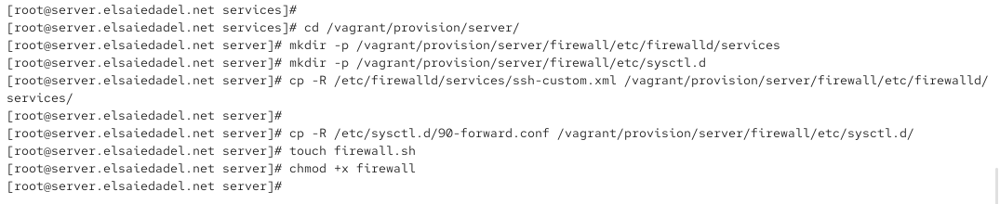 [root@server.elsaiedadel.net services]#
[root@server.elsaiedadel.net services]# cd /vagrant/provision/server/
[root@server.elsaiedadel.net server]# mkdir -p /vagrant/provision/server/firewall/etc/firewalld/services
[root@server.elsaiedadel.net server]# mkdir -p /vagrant/provision/server/firewall/etc/sysctl.d
[root@server.elsaiedadel.net server]# cp -R /etc/firewalld/services/ssh-custom.xml /vagrant/provision/server/firewall/etc/firewalld/
services/
[root@server.elsaiedadel.net server]#
[root@server.elsaiedadel.net server]# cp -R /etc/sysctl.d/90-forward.conf /vagrant/provision/server/firewall/etc/sysctl.d/
[root@server.elsaiedadel.net server]# touch firewall.sh
[root@server.elsaiedadel.net server]# chmod +x firewall
[root@server.elsaiedadel.net server]#